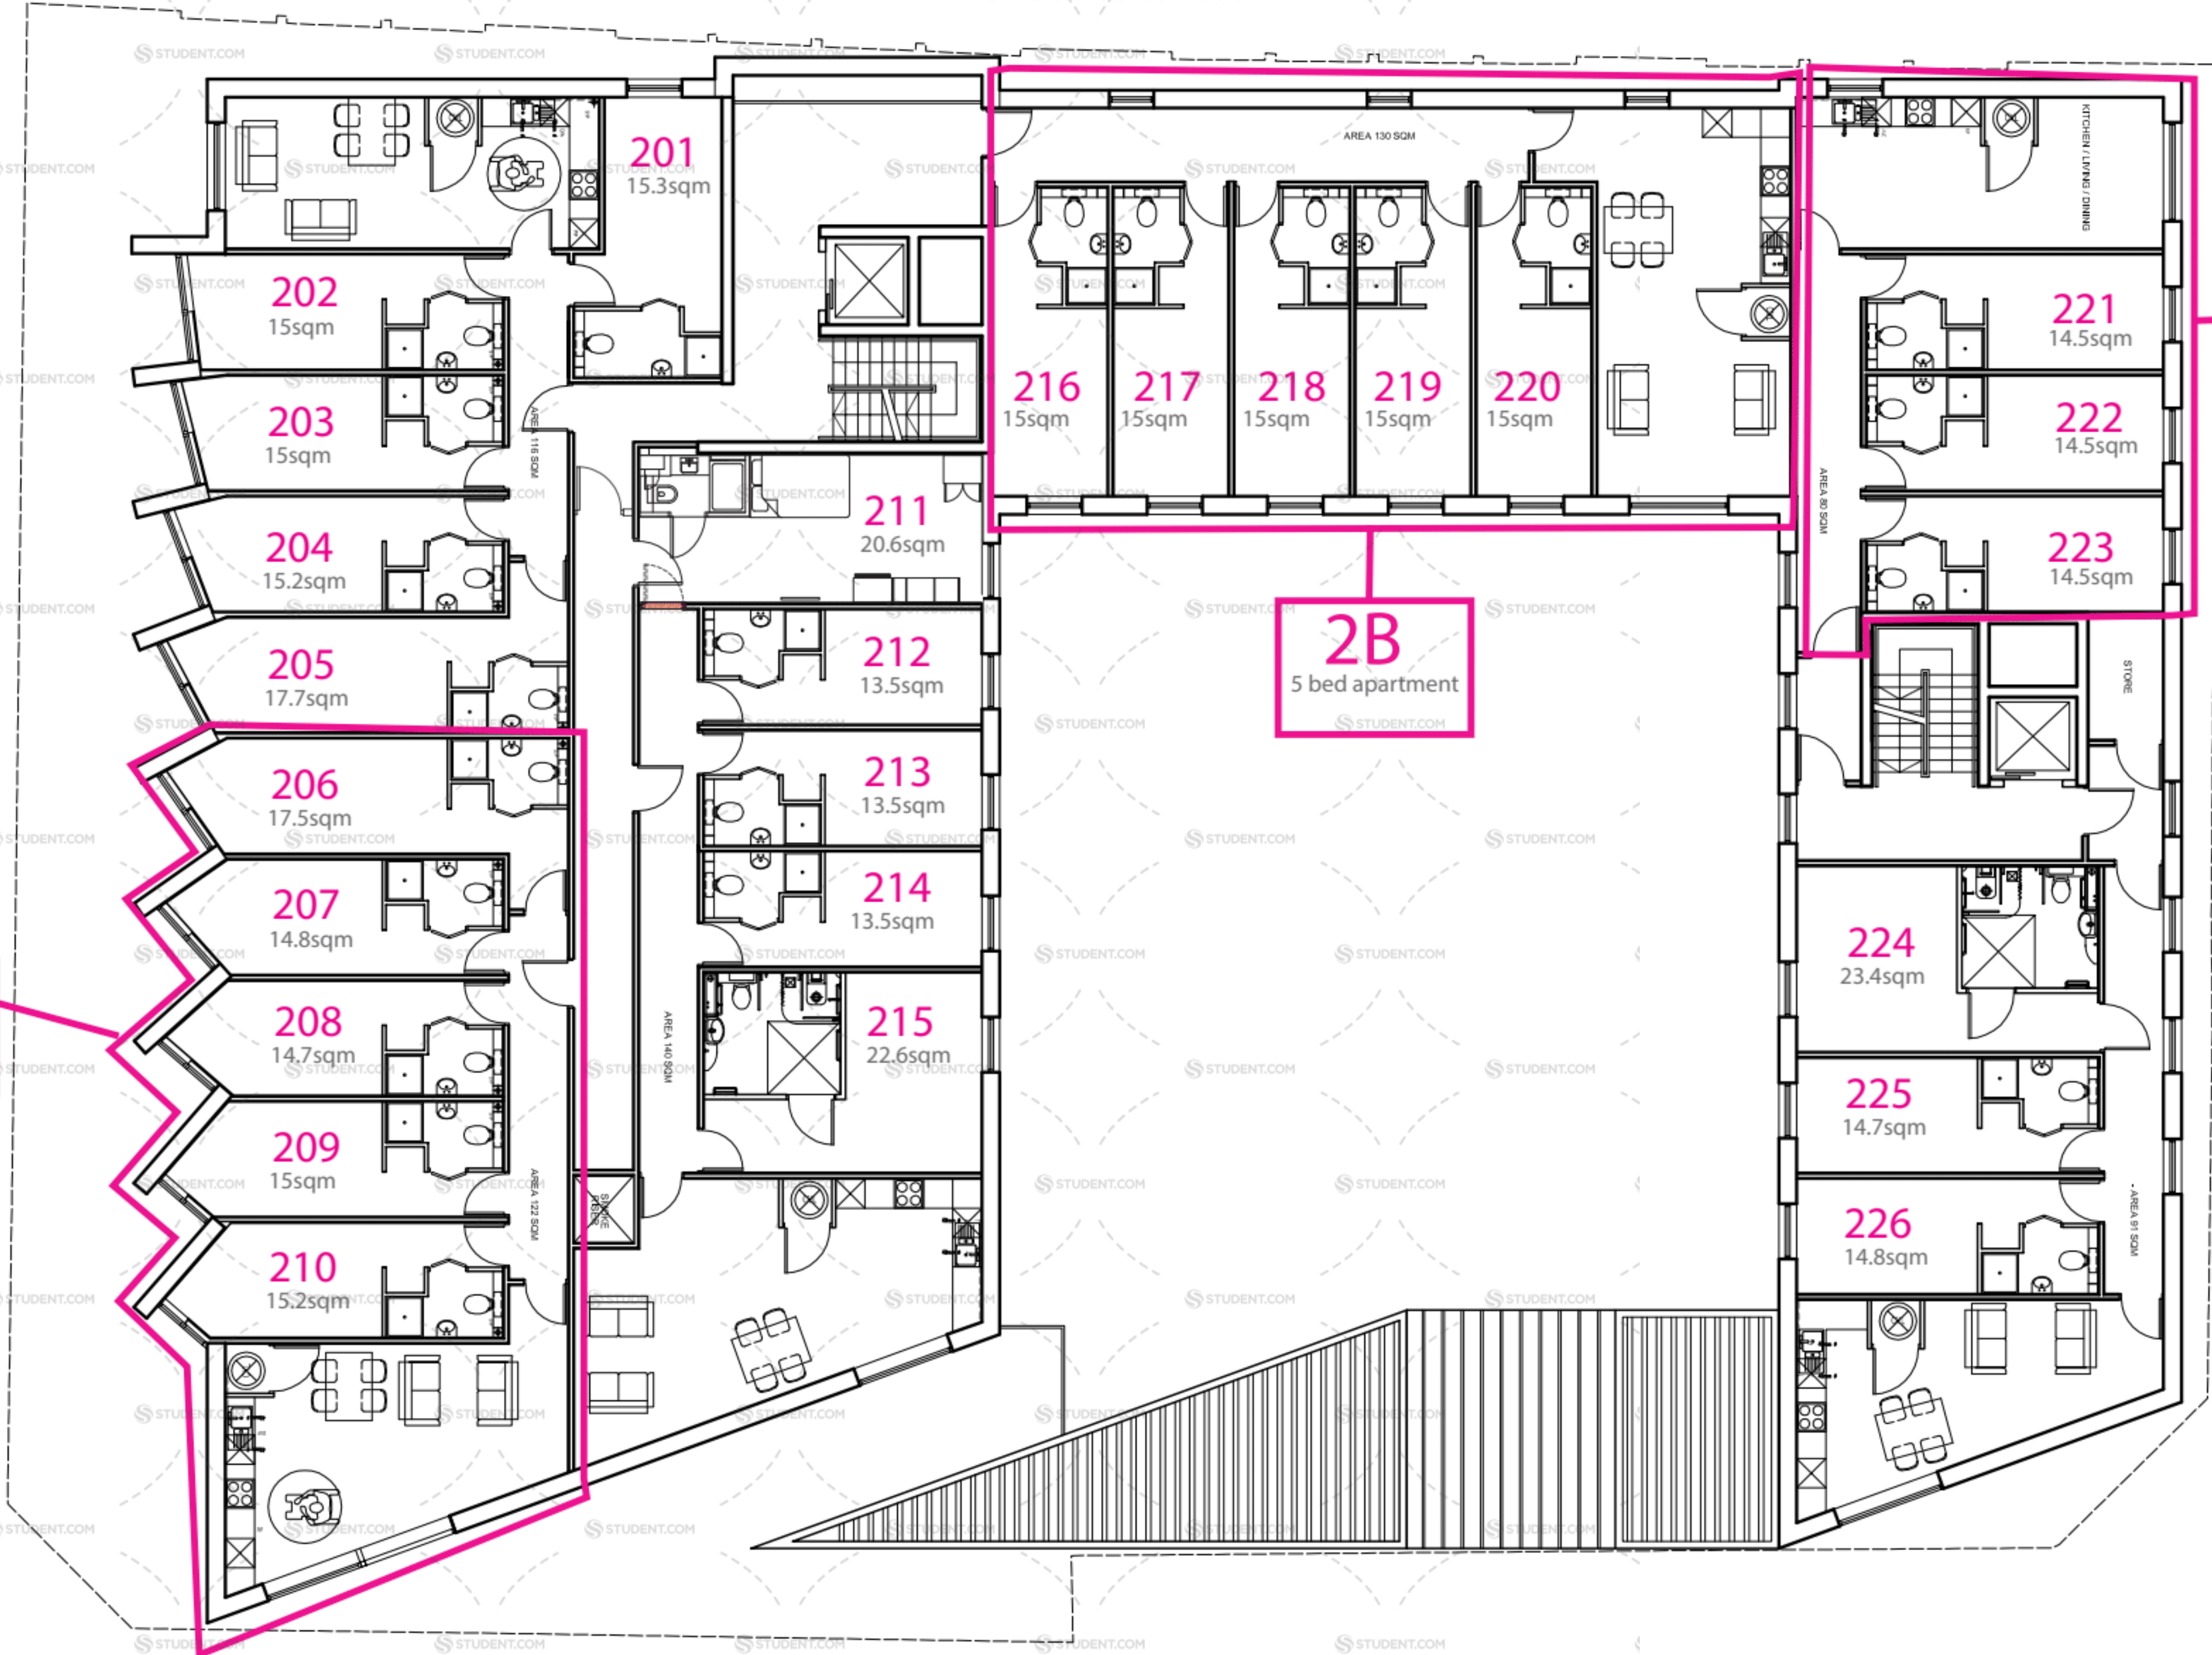 201
15.3sqm
202
15sqm
203
15sqm
204
15.2sqm
205
17.7sqm
206
17.5sqm
207
14.8sqm
208
14.7sqm
209
15sqm
210
15.2sqm
AREA 116 SQM
AREA 122 SQM
211
20.6sqm
212
13.5sqm
213
13.5sqm
214
13.5sqm
215
22.6sqm
AREA 140 SQM
SMOKE
RISER
AREA 130 SQM
216
15sqm
217
15sqm
218
15sqm
219
15sqm
220
15sqm
2B
5 bed apartment
KITCHEN / LIVING / DINING
221
14.5sqm
222
14.5sqm
223
14.5sqm
AREA 80 SQM
STORE
224
23.4sqm
225
14.7sqm
226
14.8sqm
- AREA 91 SQM
STUDENT.COM